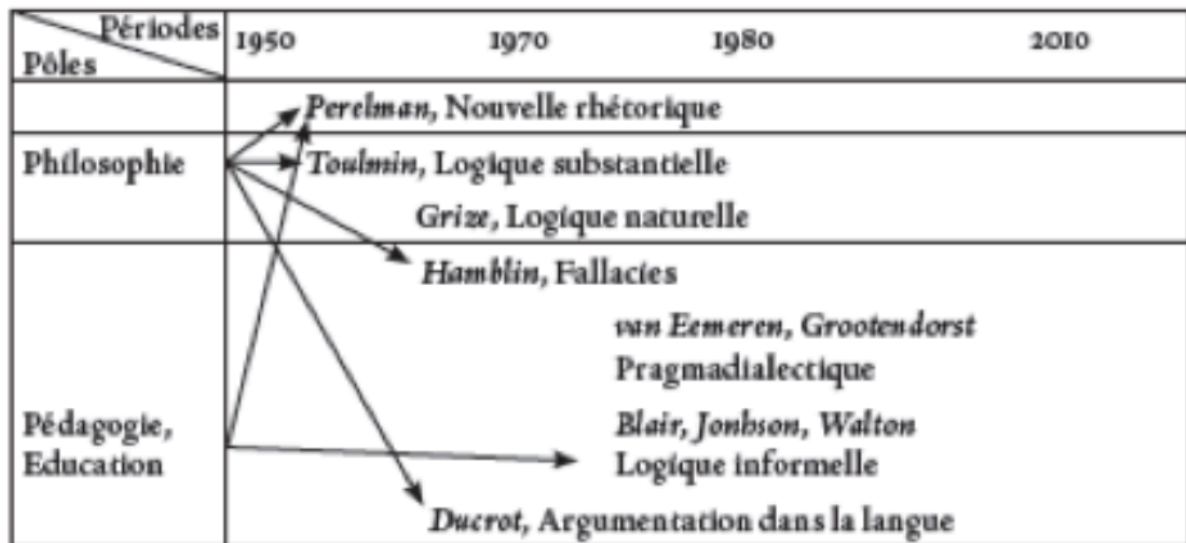 Périodes
Pôles
1950 1970 1980 2010
Perelman, Nouvelle rhétorique
Philosophie
Toulmin, Logique substantielle
Grize, Logique naturelle
Hamblin, Fallacies
van Eemeren, Grootendorst
Pragmadialectique
Pédagogie,
Education
Blair, Jonhson, Walton
Logique informelle
Ducrot, Argumentation dans la langue